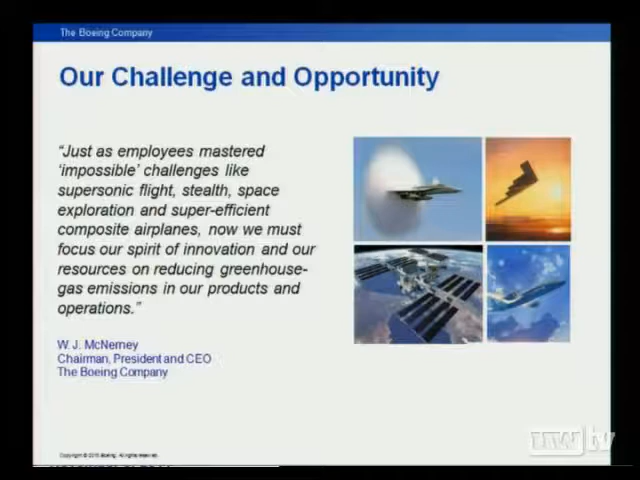 The Boeing Company
Our Challenge and Opportunity
“Just as employees mastered
‘impossible’ challenges like
supersonic flight, stealth, space
exploration and super-efficient
composite airplanes, now we must
focus our spirit of innovation and our
resources on reducing greenhouse-
gas emissions in our products and
operations.”
W. J. McNerney
Chairman, President and CEO
The Boeing Company
Copyright © 2010 Boeing. All rights reserved.
uwtv